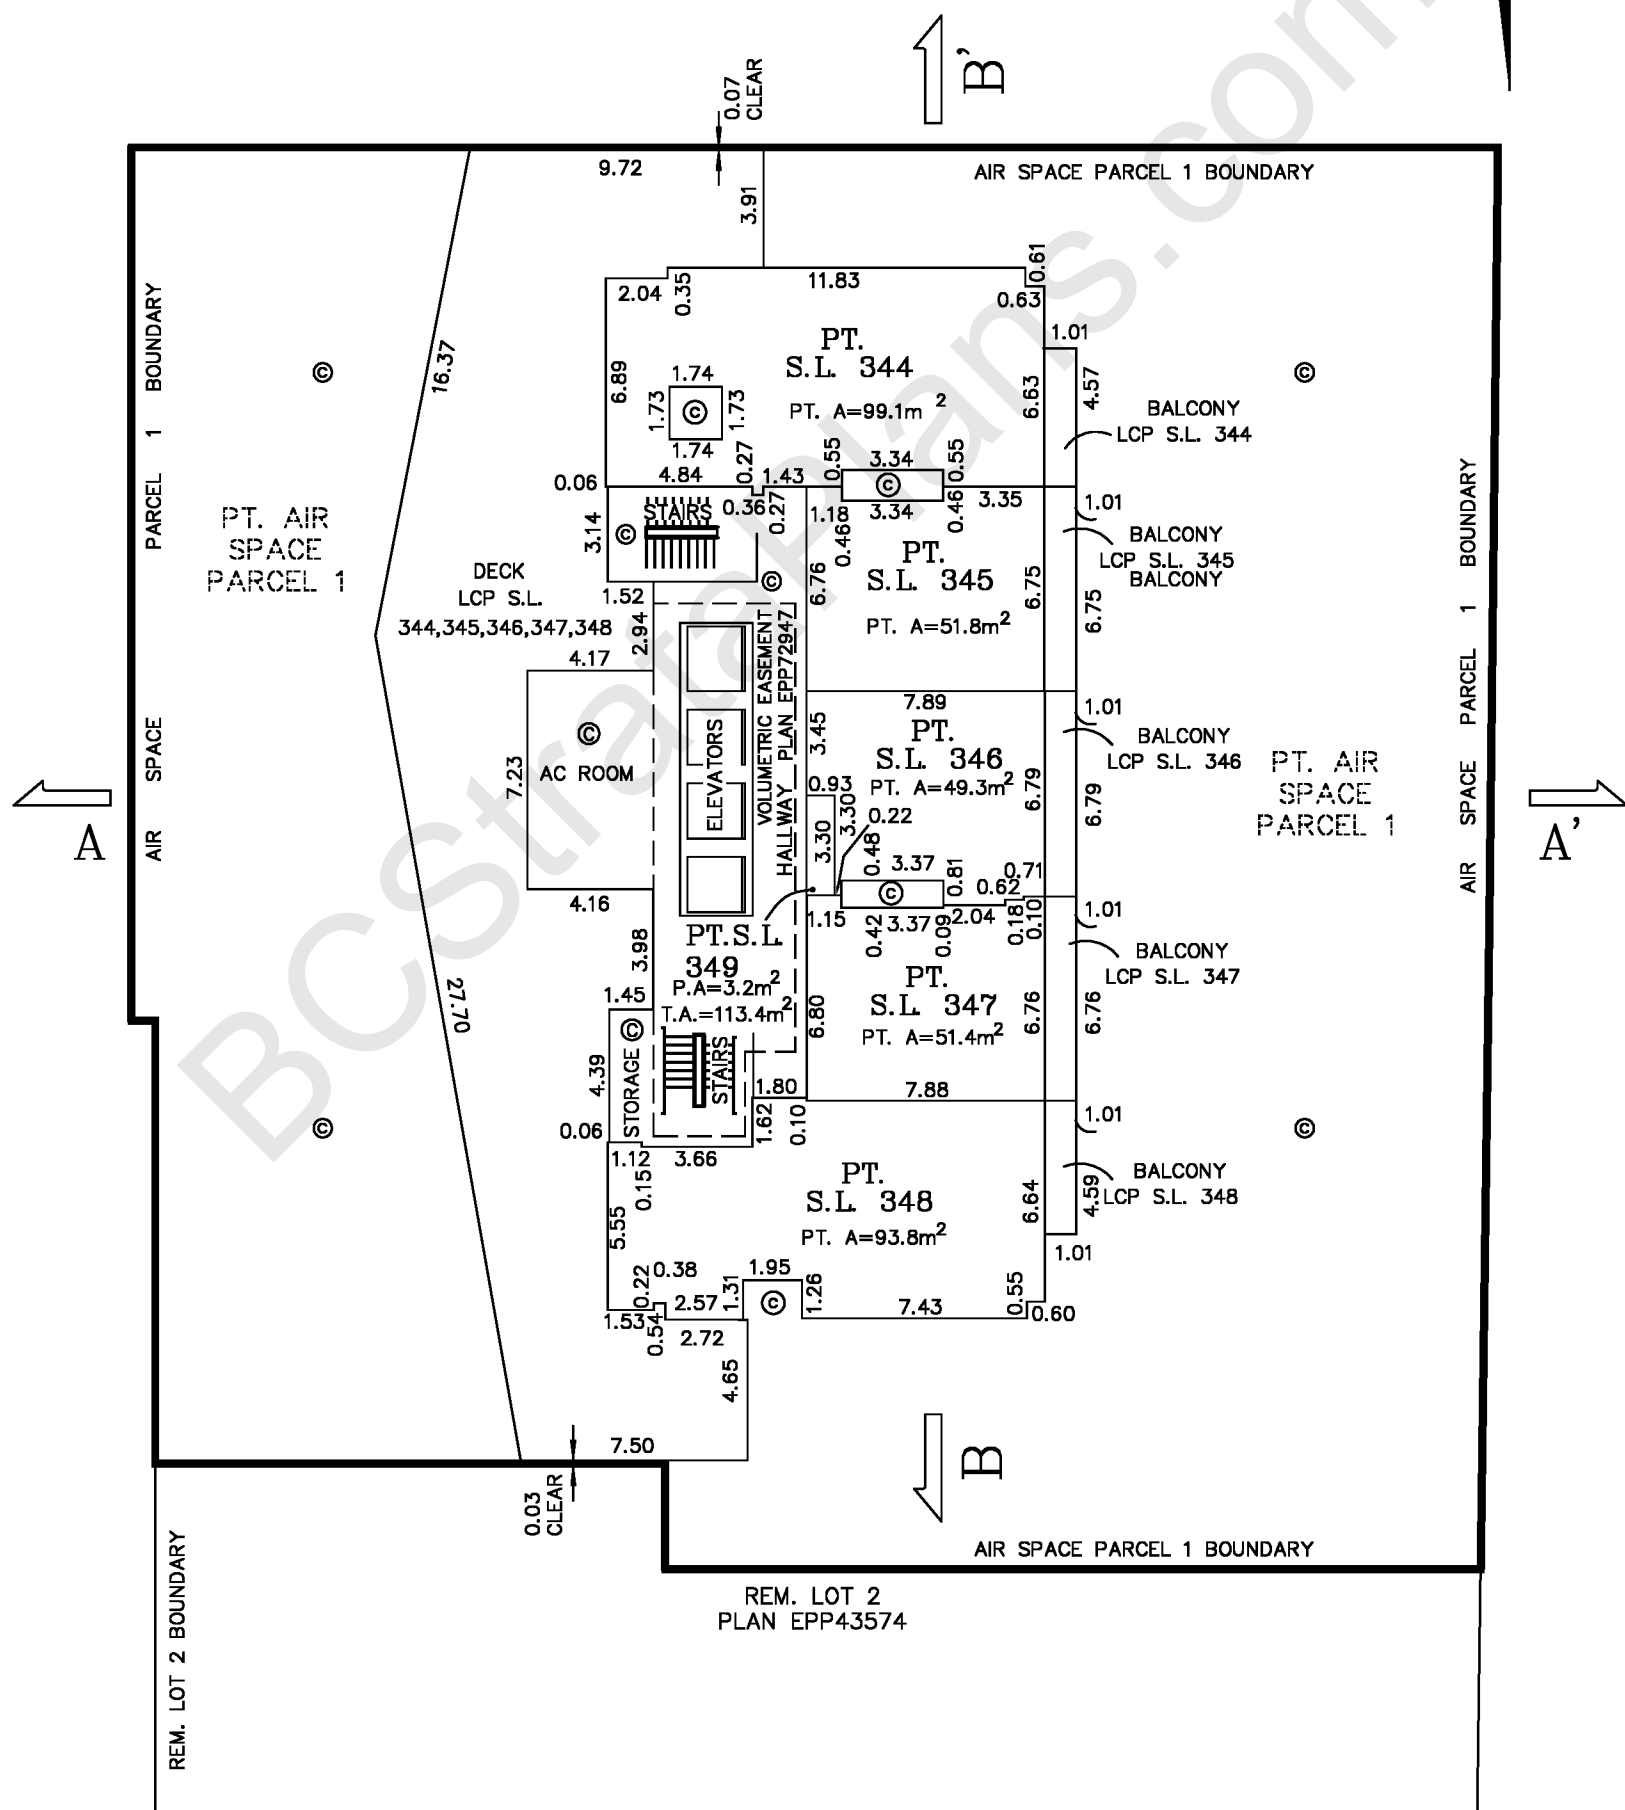 B'
0.07
CLEAR
9.72
3.91
AIR SPACE PARCEL 1 BOUNDARY
BCStrataPlans.com
AIR SPACE PARCEL 1 BOUNDARY
16.37
2.04
0.35
11.83
0.61
0.63
PT.
S.L. 344
PT. A=99.1m 2
1.01
4.57
6.63
6.89
1.74
1.73
©
1.73
1.74
BALCONY
LCP S.L. 344
©
©
0.06
4.84
0.27
1.43
0.55
3.34
©
0.55
3.35
0.36
0.27
1.18
3.34
0.46
0.46
1.01
STAIRS
3.14
©
©
PT. AIR
SPACE
PARCEL 1
DECK
LCP S.L.
344,345,346,347,348
1.52
2.94
4.17
PT.
S.L. 345
PT. A=51.8m2
6.76
6.75
6.75
BALCONY
LCP S.L. 345
BALCONY
7.89
1.01
PT.
S.L. 346
PT. A=49.3m2
3.45
6.79
6.79
BALCONY
LCP S.L. 346
PT. AIR
SPACE
PARCEL 1
AIR SPACE PARCEL 1 BOUNDARY
©
AC ROOM
7.23
4.16
ELEVATORS
VOLUMETRIC EASEMENT
HALLWAY PLAN EPP72947
0.93
3.30
3.30
0.22
0.48
3.37
0.81
0.71
0.62
©
1.15
0.42
3.37
0.09
2.04
0.18
0.10
1.01
A
A'
3.98
PT.S.L.
349
P.A=3.2m2
T.A.=113.4m2
PT.
S.L. 347
PT. A=51.4m2
6.80
6.76
6.76
BALCONY
LCP S.L. 347
27.70
1.45
©
STORAGE
4.39
STAIRS
1.80
7.88
1.01
©
©
0.06
1.12
3.66
1.62
0.10
0.15
5.55
PT.
S.L. 348
PT. A=93.8m2
6.64
4.59
BALCONY
LCP S.L. 348
1.01
0.22
0.38
1.31
1.95
©
1.26
7.43
0.55
0.60
1.53
0.54
2.57
2.72
4.65
7.50
0.03
CLEAR
B
AIR SPACE PARCEL 1 BOUNDARY
REM. LOT 2
PLAN EPP43574
REM. LOT 2 BOUNDARY